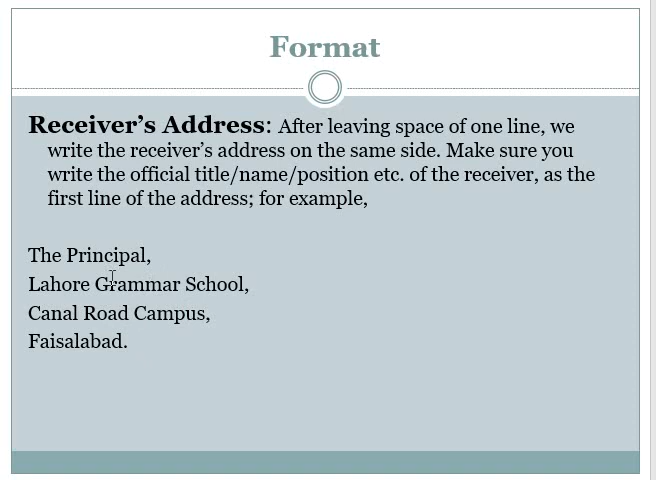 Format
Receiver’s Address: After leaving space of one line, we
write the receiver’s address on the same side. Make sure you
write the official title/name/position etc. of the receiver, as the
first line of the address; for example,
The Principal,
Lahore Grammar School,
Canal Road Campus,
Faisalabad.